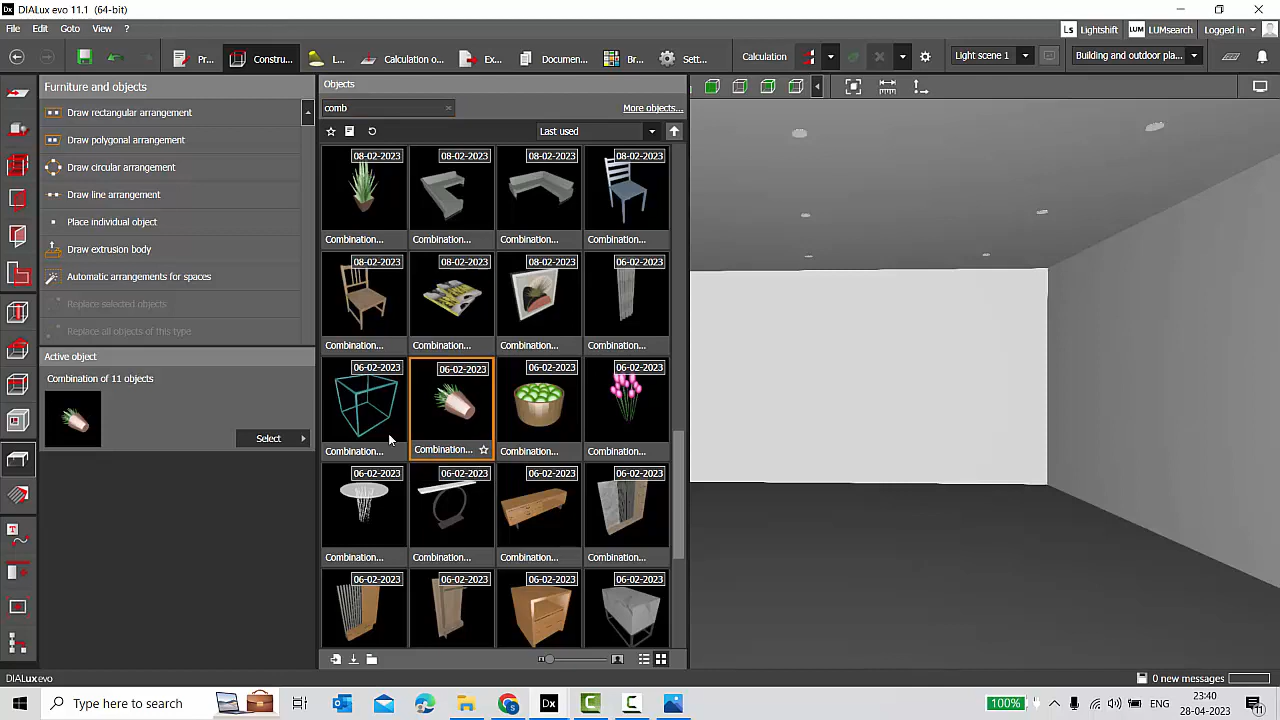 Dx DIALux evo 11.1 (64-bit)
File Edit Goto View ?
Ls Lightshift LUM LUMsearch Logged in
Pr... Constru... L... Calculation o... Ex... Documen... Br... Sett... Calculation Light scene 1 Building and outdoor pla...
Furniture and objects
Draw rectangular arrangement
Draw polygonal arrangement
Draw circular arrangement
Draw line arrangement
Place individual object
Draw extrusion body
Automatic arrangements for spaces
Replace selected objects
Replace all objects of this type
Active object
Combination of 11 objects
Select
Objects
comb
More objects...
Last used
08-02-2023 08-02-2023 08-02-2023 08-02-2023
Combination... Combination... Combination... Combination...
08-02-2023 08-02-2023 08-02-2023 06-02-2023
Combination... Combination... Combination... Combination...
06-02-2023 06-02-2023 06-02-2023 06-02-2023
Combination... Combination... Combination... Combination...
06-02-2023 06-02-2023 06-02-2023 06-02-2023
Combination... Combination... Combination... Combination...
06-02-2023 06-02-2023 06-02-2023 06-02-2023
DIALux evo
0 new messages
Type here to search
Dx
100%
ENG
23:40
28-04-2023
11